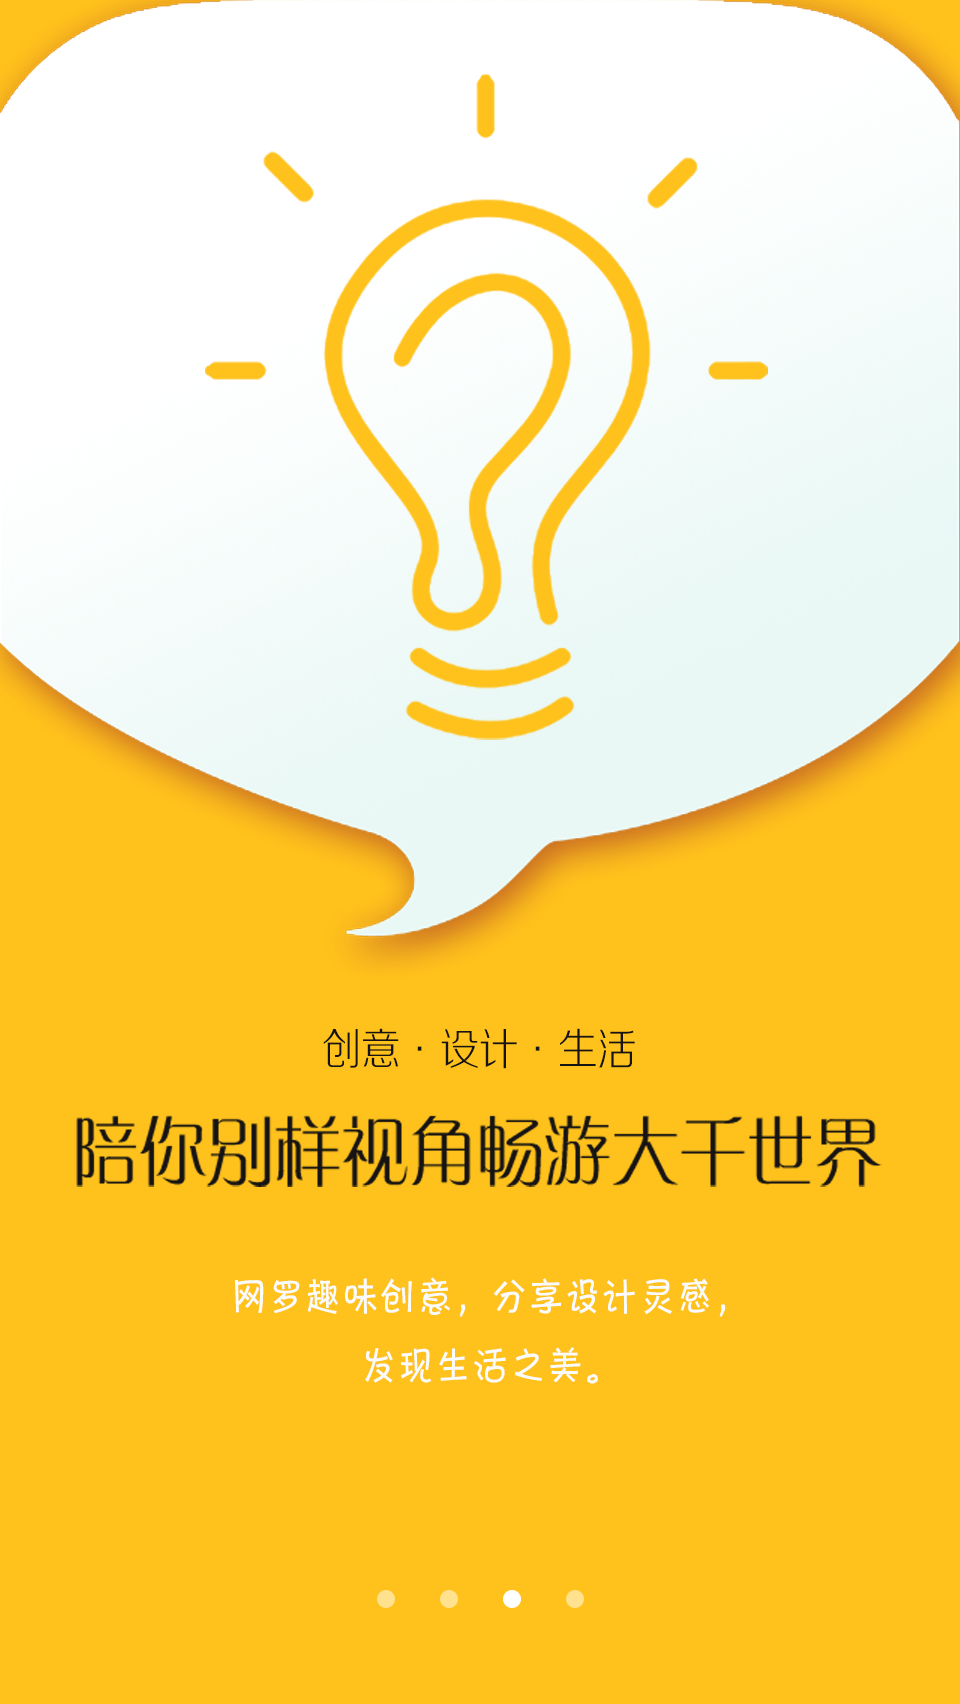 创意 · 设计 · 生活
陪你别样视角畅游大千世界
网罗趣味创意，分享设计灵感，
发现生活之美。